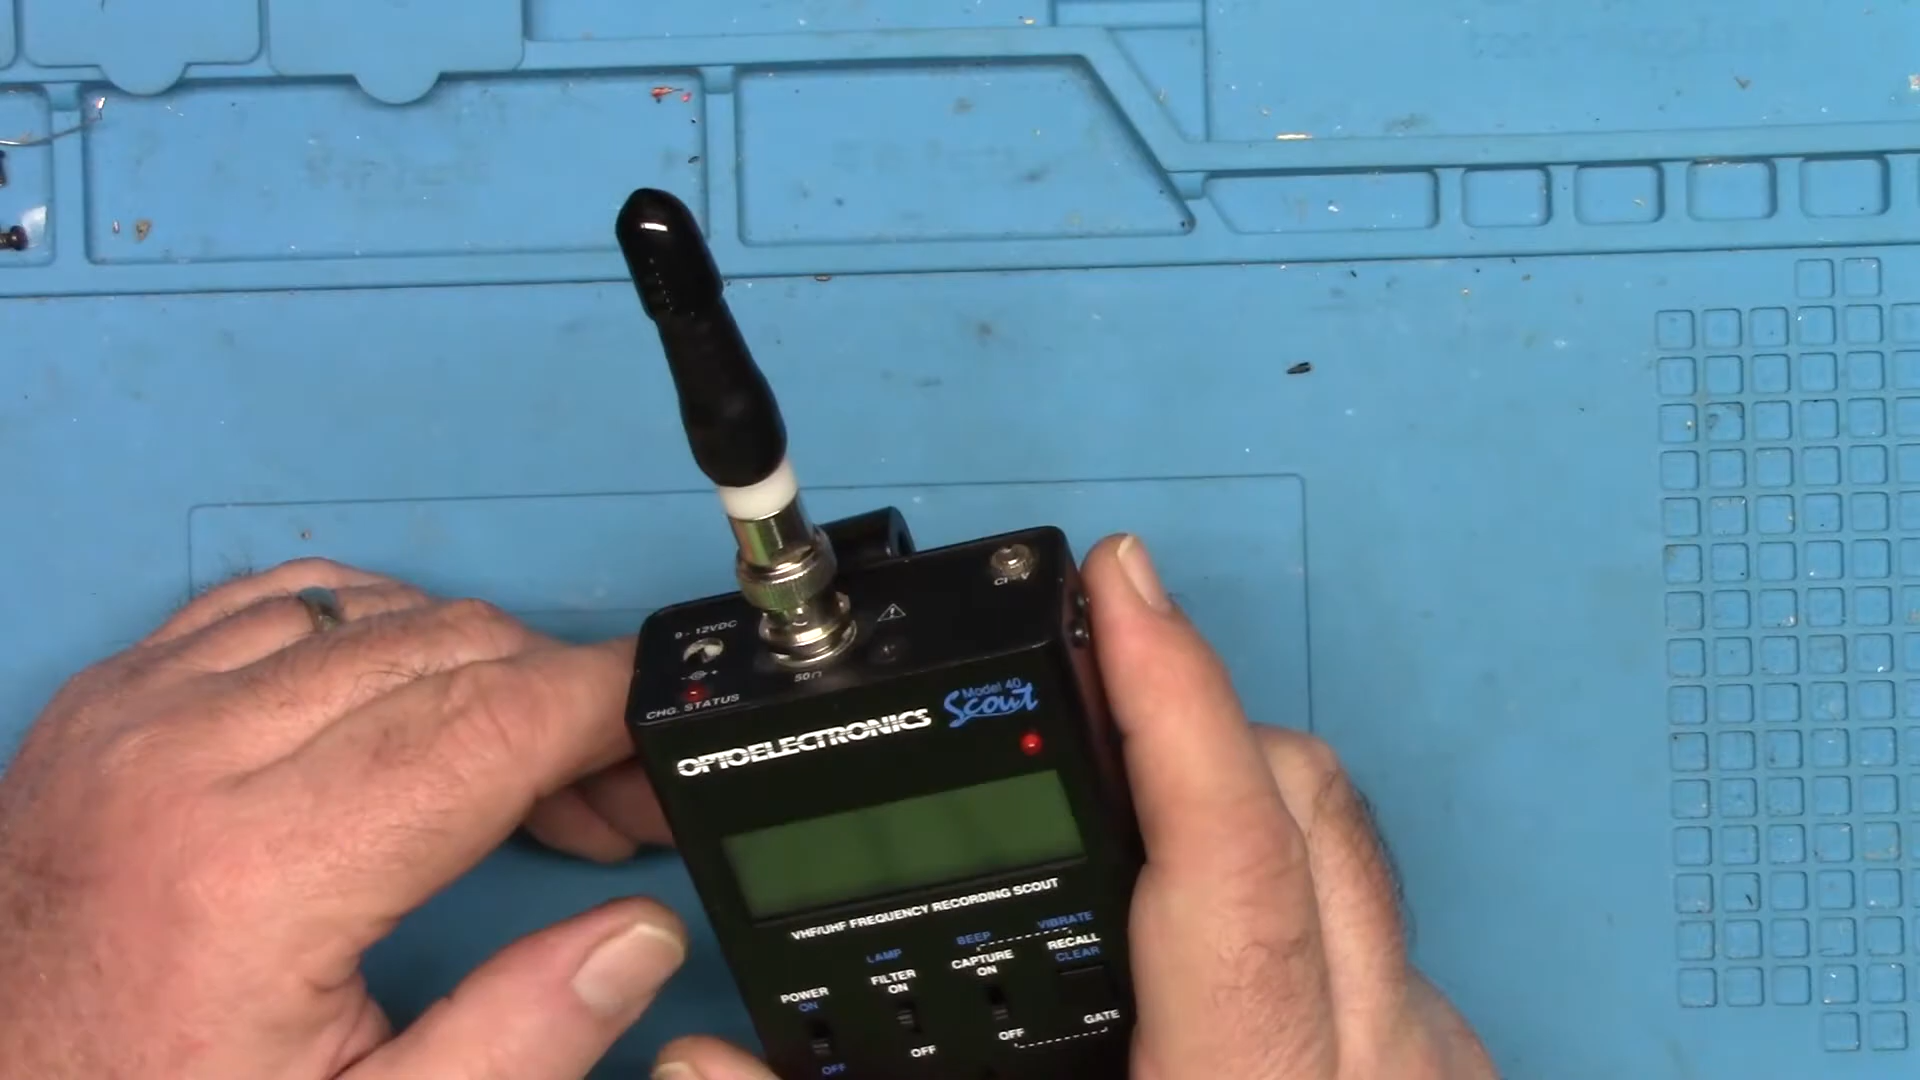 9 - 12VDC
CI-V
50Ω
CHG. STATUS
Model 40
Scout
OPTOELECTRONICS
VHF/UHF FREQUENCY RECORDING SCOUT
LAMP
BEEP
VIBRATE
POWER
ON
FILTER
ON
CAPTURE
ON
RECALL
CLEAR
OFF
OFF
OFF
GATE